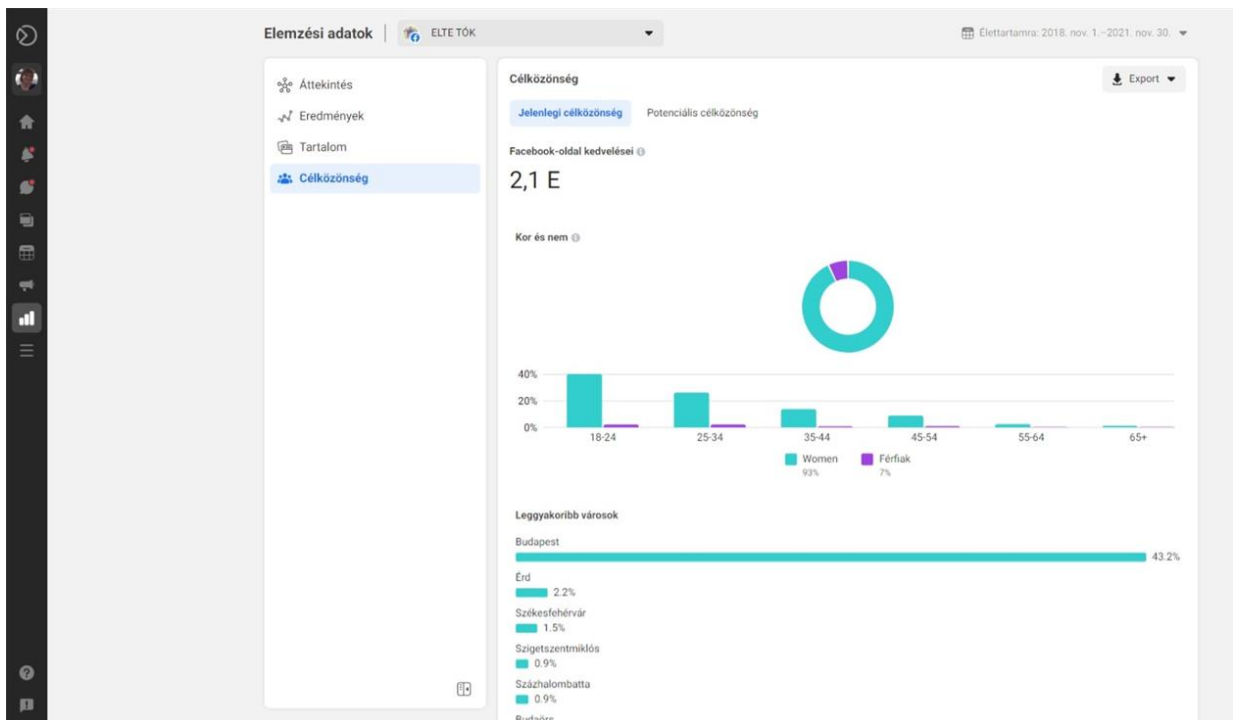 Elemzési adatok
ELTE TÓK
Élettartamra: 2018. nov. 1.–2021. nov. 30.
Áttekintés
Eredmények
Tartalom
Célközönség
Célközönség
Export
Jelenlegi célközönség
Potenciális célközönség
Facebook-oldal kedvelései
2,1 E
Kor és nem
40%
20%
0%
18-24
25-34
35-44
45-54
55-64
65+
Women
93%
Férfiak
7%
Leggyakoribb városok
Budapest
43.2%
Érd
2.2%
Székesfehérvár
1.5%
Szigetszentmiklós
0.9%
Százhalombatta
0.9%
Budaörs